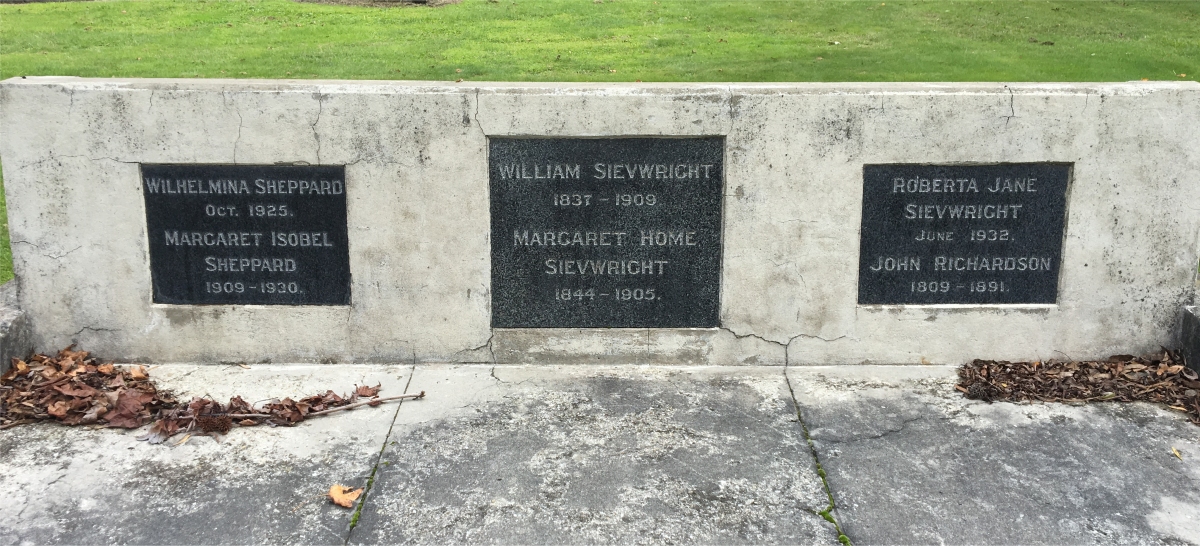 WILHELMINA SHEPPARD
OCT. 1925.
MARGARET ISOBEL
SHEPPARD
1909 - 1930.
WILLIAM SIEVWRIGHT
1837 - 1909.
MARGARET HOME
SIEVWRIGHT
1844 - 1905.
ROBERTA JANE
SIEVWRIGHT
JUNE 1932.
JOHN RICHARDSON
1809 - 1891.